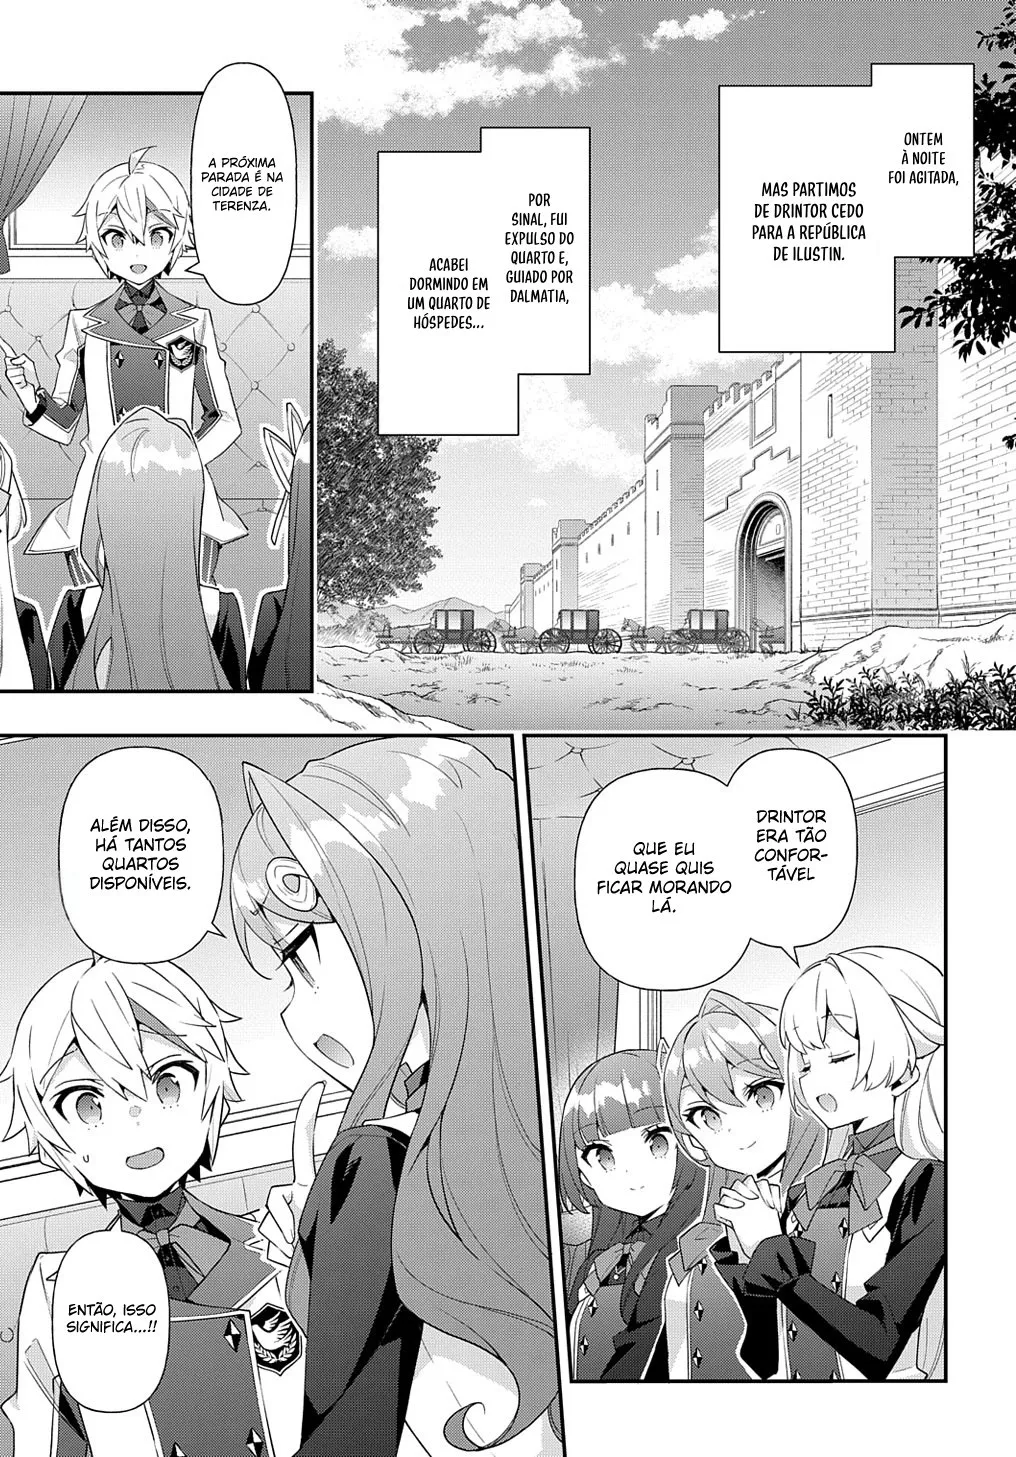 ONTEM
À NOITE
FOI AGITADA,
MAS PARTIMOS
DE DRINTOR CEDO
PARA A REPÚBLICA
DE ILUSTIN.
POR
SINAL, FUI
EXPULSO DO
QUARTO E,
GUIADO POR
DALMATIA,
ACABEI
DORMINDO EM
UM QUARTO DE
HÓSPEDES...
A PRÓXIMA
PARADA É NA
CIDADE DE
TERENZA.
DRINTOR
ERA TÃO
CONFOR-
TÁVEL
QUE EU
QUASE QUIS
FICAR MORANDO
LÁ.
ALÉM DISSO,
HÁ TANTOS
QUARTOS
DISPONÍVEIS.
ENTÃO, ISSO
SIGNIFICA...!!